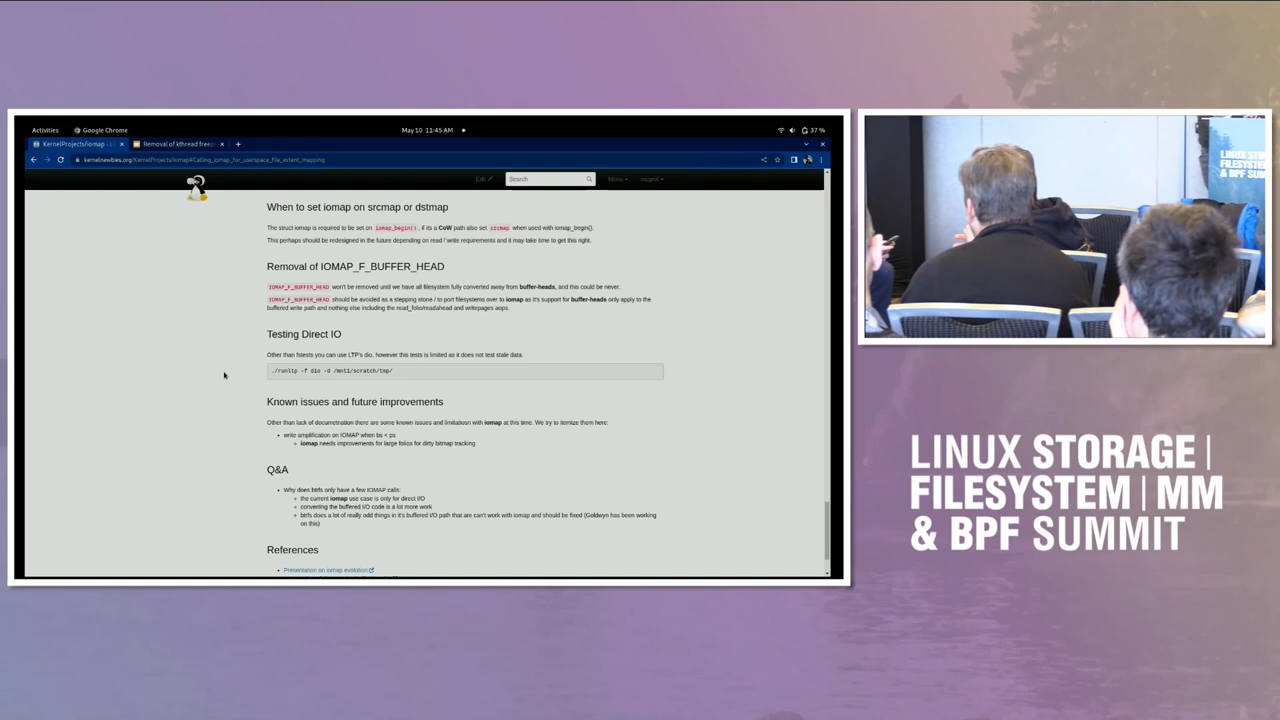 Activities
Google Chrome
May 10 11:45 AM
37 %
KernelProjects/iomap - L
Removal of kthread freez
kernelnewbies.org/KernelProjects/iomap#Calling_iomap_for_userspace_file_extent_mapping
Edit
Search
Menu
mcgrof
When to set iomap on srcmap or dstmap
The struct iomap is required to be set on iomap_begin(), if its a CoW path also set srcmap when used with iomap_begin().
This perhaps should be redesigned in the future depending on read / write requirements and it may take time to get this right.
Removal of IOMAP_F_BUFFER_HEAD
IOMAP_F_BUFFER_HEAD won't be removed until we have all filesystem fully converted away from buffer-heads, and this could be never.
IOMAP_F_BUFFER_HEAD should be avoided as a stepping stone / to port filesystems over to iomap as it's support for buffer-heads only apply to the
buffered write path and nothing else including the read_folio/readahead and writepages aops.
Testing Direct IO
Other than fstests you can use LTP's dio, however this tests is limited as it does not test stale data.
./runltp -f dio -d /mnt1/scratch/tmp/
Known issues and future improvements
Other than lack of documetnation there are some known issues and limitatiosn with iomap at this time. We try to itemize them here:
write amplification on IOMAP when bs < ps
iomap needs improvements for large folios for dirty bitmap tracking
Q&A
Why does btrfs only have a few IOMAP calls:
the current iomap use case is only for direct I/O
converting the buffered I/O code is a lot more work
btrfs does a lot of really odd things in it's buffered I/O path that are can't work with iomap and should be fixed (Goldwyn has been working
on this)
References
Presentation on iomap evolution
LINUX STORAGE |
FILESYSTEM | MM
& BPF SUMMIT